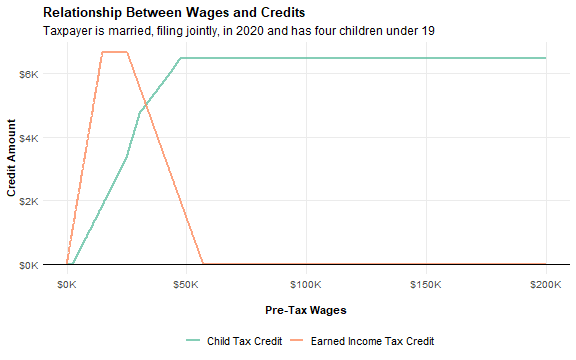 Relationship Between Wages and Credits
Taxpayer is married, filing jointly, in 2020 and has four children under 19
$6K
$4K
$2K
$0K
Credit Amount
$0K $50K $100K $150K $200K
Pre-Tax Wages
Child Tax Credit Earned Income Tax Credit